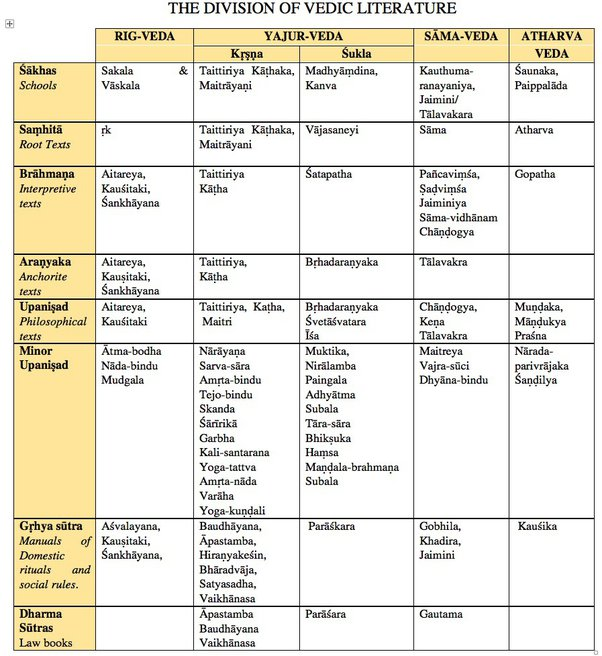 THE DIVISION OF VEDIC LITERATURE
RIG-VEDA
YAJUR-VEDA
SĀMA-VEDA
ATHARVA
VEDA
Kṛṣṇa
Śukla
Śākhas
Schools
Sakala &
Vāskala
Taittiriya Kāṭhaka,
Maitrāyani
Madhyāṃdina,
Kanva
Kauthuma-
ranayaniya,
Jaimini/
Tālavakara
Śaunaka,
Paippalāda
Saṃhitā
Root Texts
ṛk
Taittiriya Kāṭhaka,
Maitrāyani
Vājasaneyi
Sāma
Atharva
Brāhmaṇa
Interpretive
texts
Aitareya,
Kauśitaki,
Śankhāyana
Taittiriya
Kāṭha
Śatapatha
Pañcaviṃśa,
Ṣaḍviṃśa
Jaiminiya
Sāma-vidhānam
Chāṇḍogya
Gopatha
Araṇyaka
Anchorite
texts
Aitareya,
Kauṣitaki,
Śankhāyana
Taittiriya,
Kāṭha
Bṛhadaraṇyaka
Tālavakra
Upaniṣad
Philosophical
texts
Aitareya,
Kauśitaki
Taittiriya, Kaṭha,
Maitri
Bṛhadaraṇyaka
Śvetāśvatara
Īśa
Chāṇḍogya,
Keṇa
Tālavakra
Muṇḍaka,
Māṇḍukya
Praśna
Minor
Upaniṣad
Ātma-bodha
Nāda-bindu
Mudgala
Nārāyaṇa
Sarva-sāra
Amṛta-bindu
Tejo-bindu
Skanda
Śārīrikā
Garbha
Kali-santarana
Yoga-tattva
Amṛta-nāda
Varāha
Yoga-kuṇḍali
Muktika,
Nirālamba
Paingala
Adhyātma
Subala
Tāra-sāra
Bhikṣuka
Haṃsa
Maṇḍala-brahmaṇa
Subala
Maitreya
Vajra-sūci
Dhyāna-bindu
Nārada-
parivrājaka
Śaṇḍilya
Gṛhya sūtra
Manuals of
Domestic
rituals and
social rules.
Aśvalayana,
Kauṣitaki,
Śankhāyana,
Baudhāyana,
Āpastamba,
Hiraṇyakeśin,
Bhāradvāja,
Satyasadha,
Vaikhānasa
Parāśkara
Gobhila,
Khadira,
Jaimini
Kauśika
Dharma
Sūtras
Law books
Āpastamba
Baudhāyana
Vaikhānasa
Parāśara
Gautama